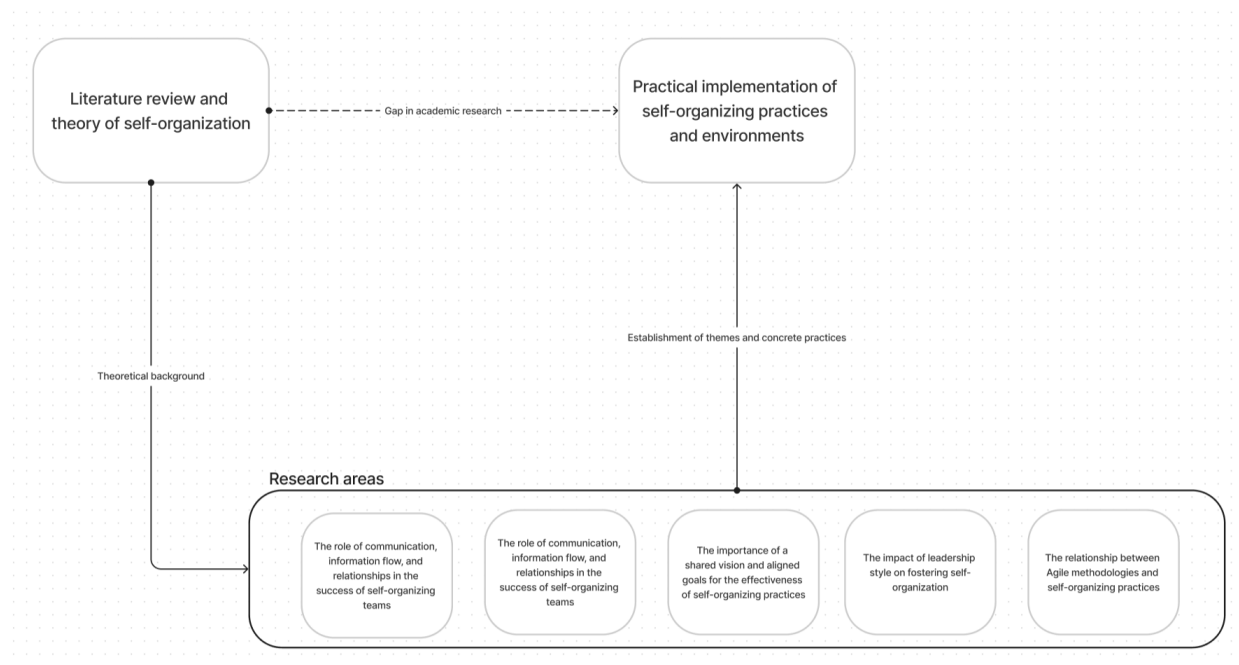 Literature review and
theory of self-organization
Gap in academic research
Practical implementation of
self-organizing practices
and environments
Theoretical background
Establishment of themes and concrete practices
Research areas
The role of communication,
information flow, and
relationships in the
success of self-organizing
teams
The role of communication,
information flow, and
relationships in the
success of self-organizing
teams
The importance of a
shared vision and aligned
goals for the effectiveness
of self-organizing practices
The impact of leadership
style on fostering self-
organization
The relationship between
Agile methodologies and
self-organizing practices